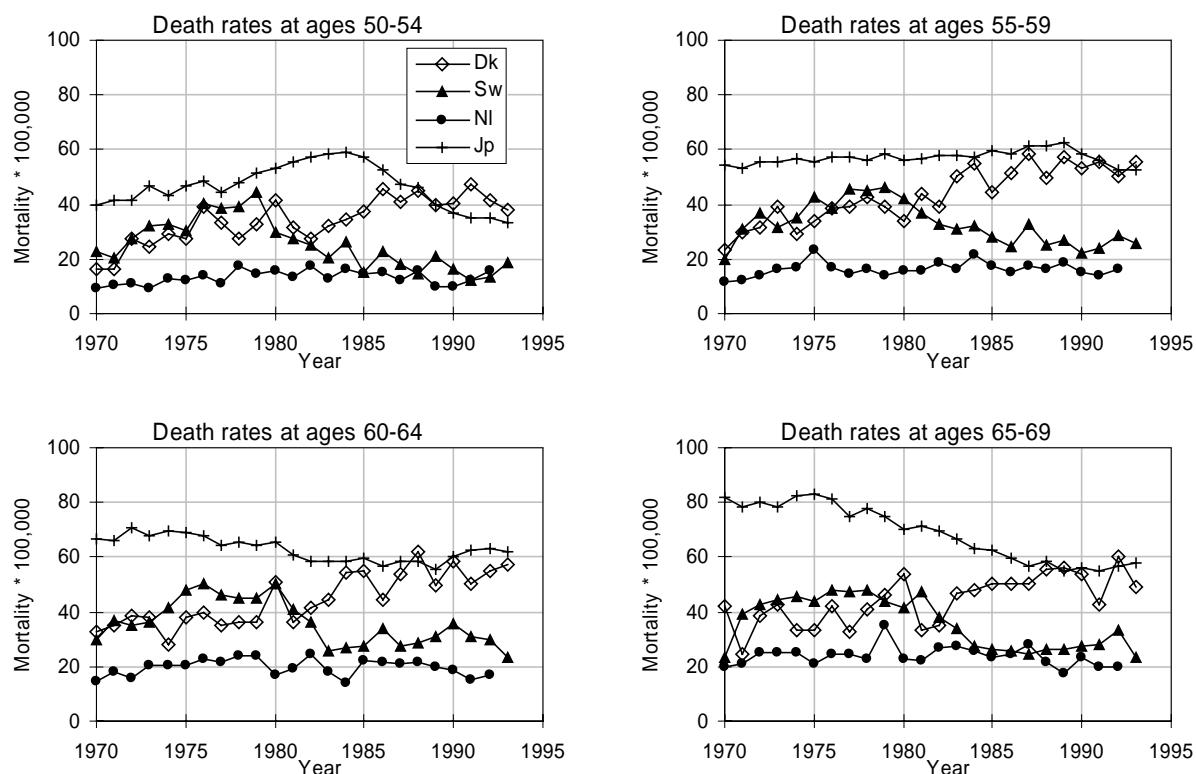 Death rates at ages 50-54
100
80
60
40
20
0
Mortality * 100,000
1970 1975 1980 1985 1990 1995
Year
Dk
Sw
Nl
Jp
Death rates at ages 55-59
100
80
60
40
20
0
Mortality * 100,000
1970 1975 1980 1985 1990 1995
Year
Death rates at ages 60-64
100
80
60
40
20
0
Mortality * 100,000
1970 1975 1980 1985 1990 1995
Year
Death rates at ages 65-69
100
80
60
40
20
0
Mortality * 100,000
1970 1975 1980 1985 1990 1995
Year